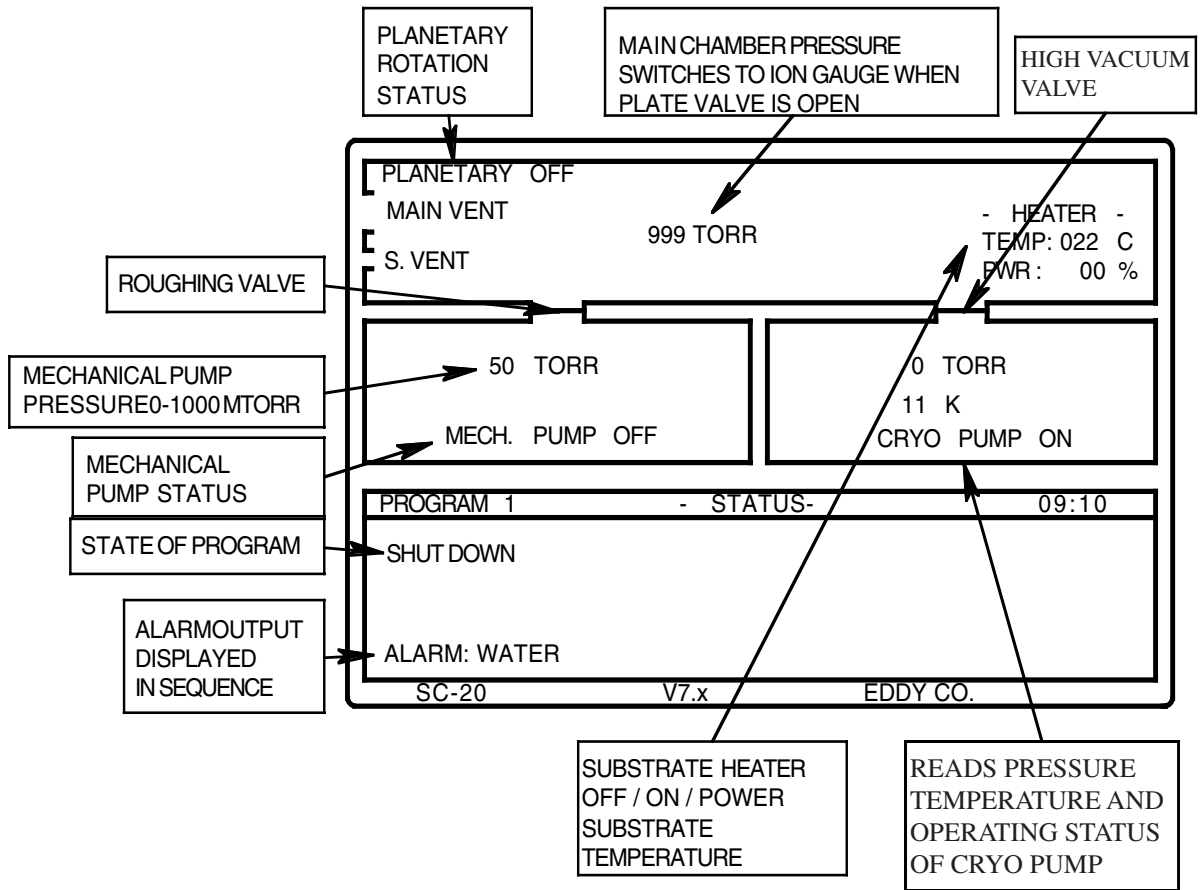 PLANETARY
ROTATION
STATUS
MAIN CHAMBER PRESSURE
SWITCHES TO ION GAUGE WHEN
PLATE VALVE IS OPEN
HIGH VACUUM
VALVE
PLANETARY OFF
MAIN VENT
S. VENT
999 TORR
- HEATER -
TEMP: 022 C
PWR : 00 %
ROUGHING VALVE
MECHANICAL PUMP
PRESSURE 0-1000 MTORR
MECHANICAL
PUMP STATUS
50 TORR
MECH. PUMP OFF
0 TORR
11 K
CRYO PUMP ON
PROGRAM 1 - STATUS- 09:10
STATE OF PROGRAM
SHUT DOWN
ALARM OUTPUT
DISPLAYED
IN SEQUENCE
ALARM: WATER
SC-20 V7.x EDDY CO.
SUBSTRATE HEATER
OFF / ON / POWER
SUBSTRATE
TEMPERATURE
READS PRESSURE
TEMPERATURE AND
OPERATING STATUS
OF CRYO PUMP